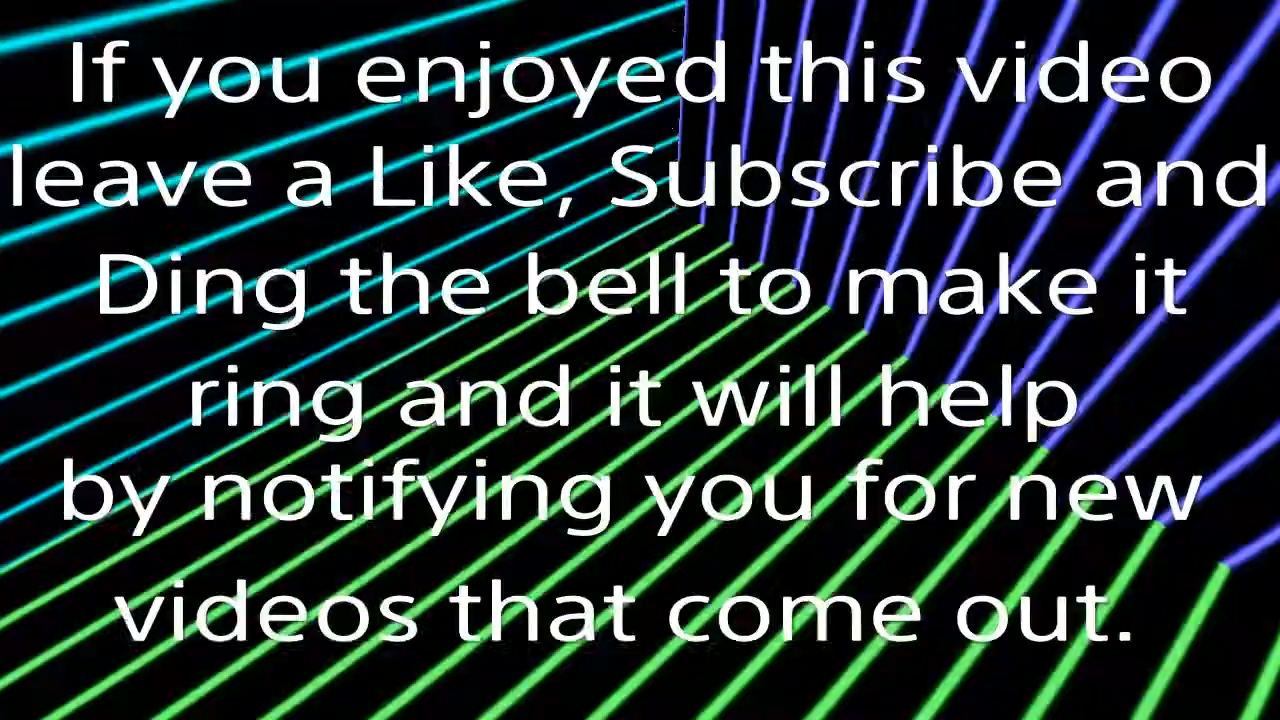 If you enjoyed this video
leave a Like, Subscribe and
Ding the bell to make it
ring and it will help
by notifying you for new
videos that come out.